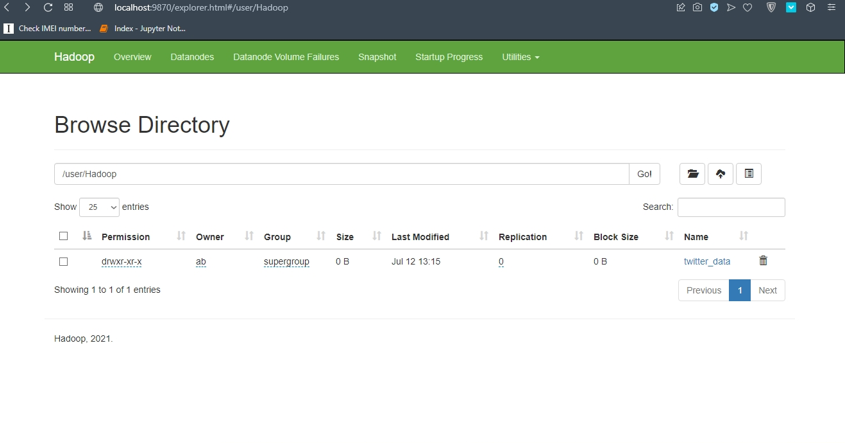 localhost:9870/explorer.html#/user/Hadoop
Check IMEI number... Index - Jupyter Not...
Hadoop Overview Datanodes Datanode Volume Failures Snapshot Startup Progress Utilities
Browse Directory
/user/Hadoop Go!
Show 25 entries Search:
Permission Owner Group Size Last Modified Replication Block Size Name
drwxr-xr-x ab supergroup 0 B Jul 12 13:15 0 0 B twitter_data
Showing 1 to 1 of 1 entries Previous 1 Next
Hadoop, 2021.